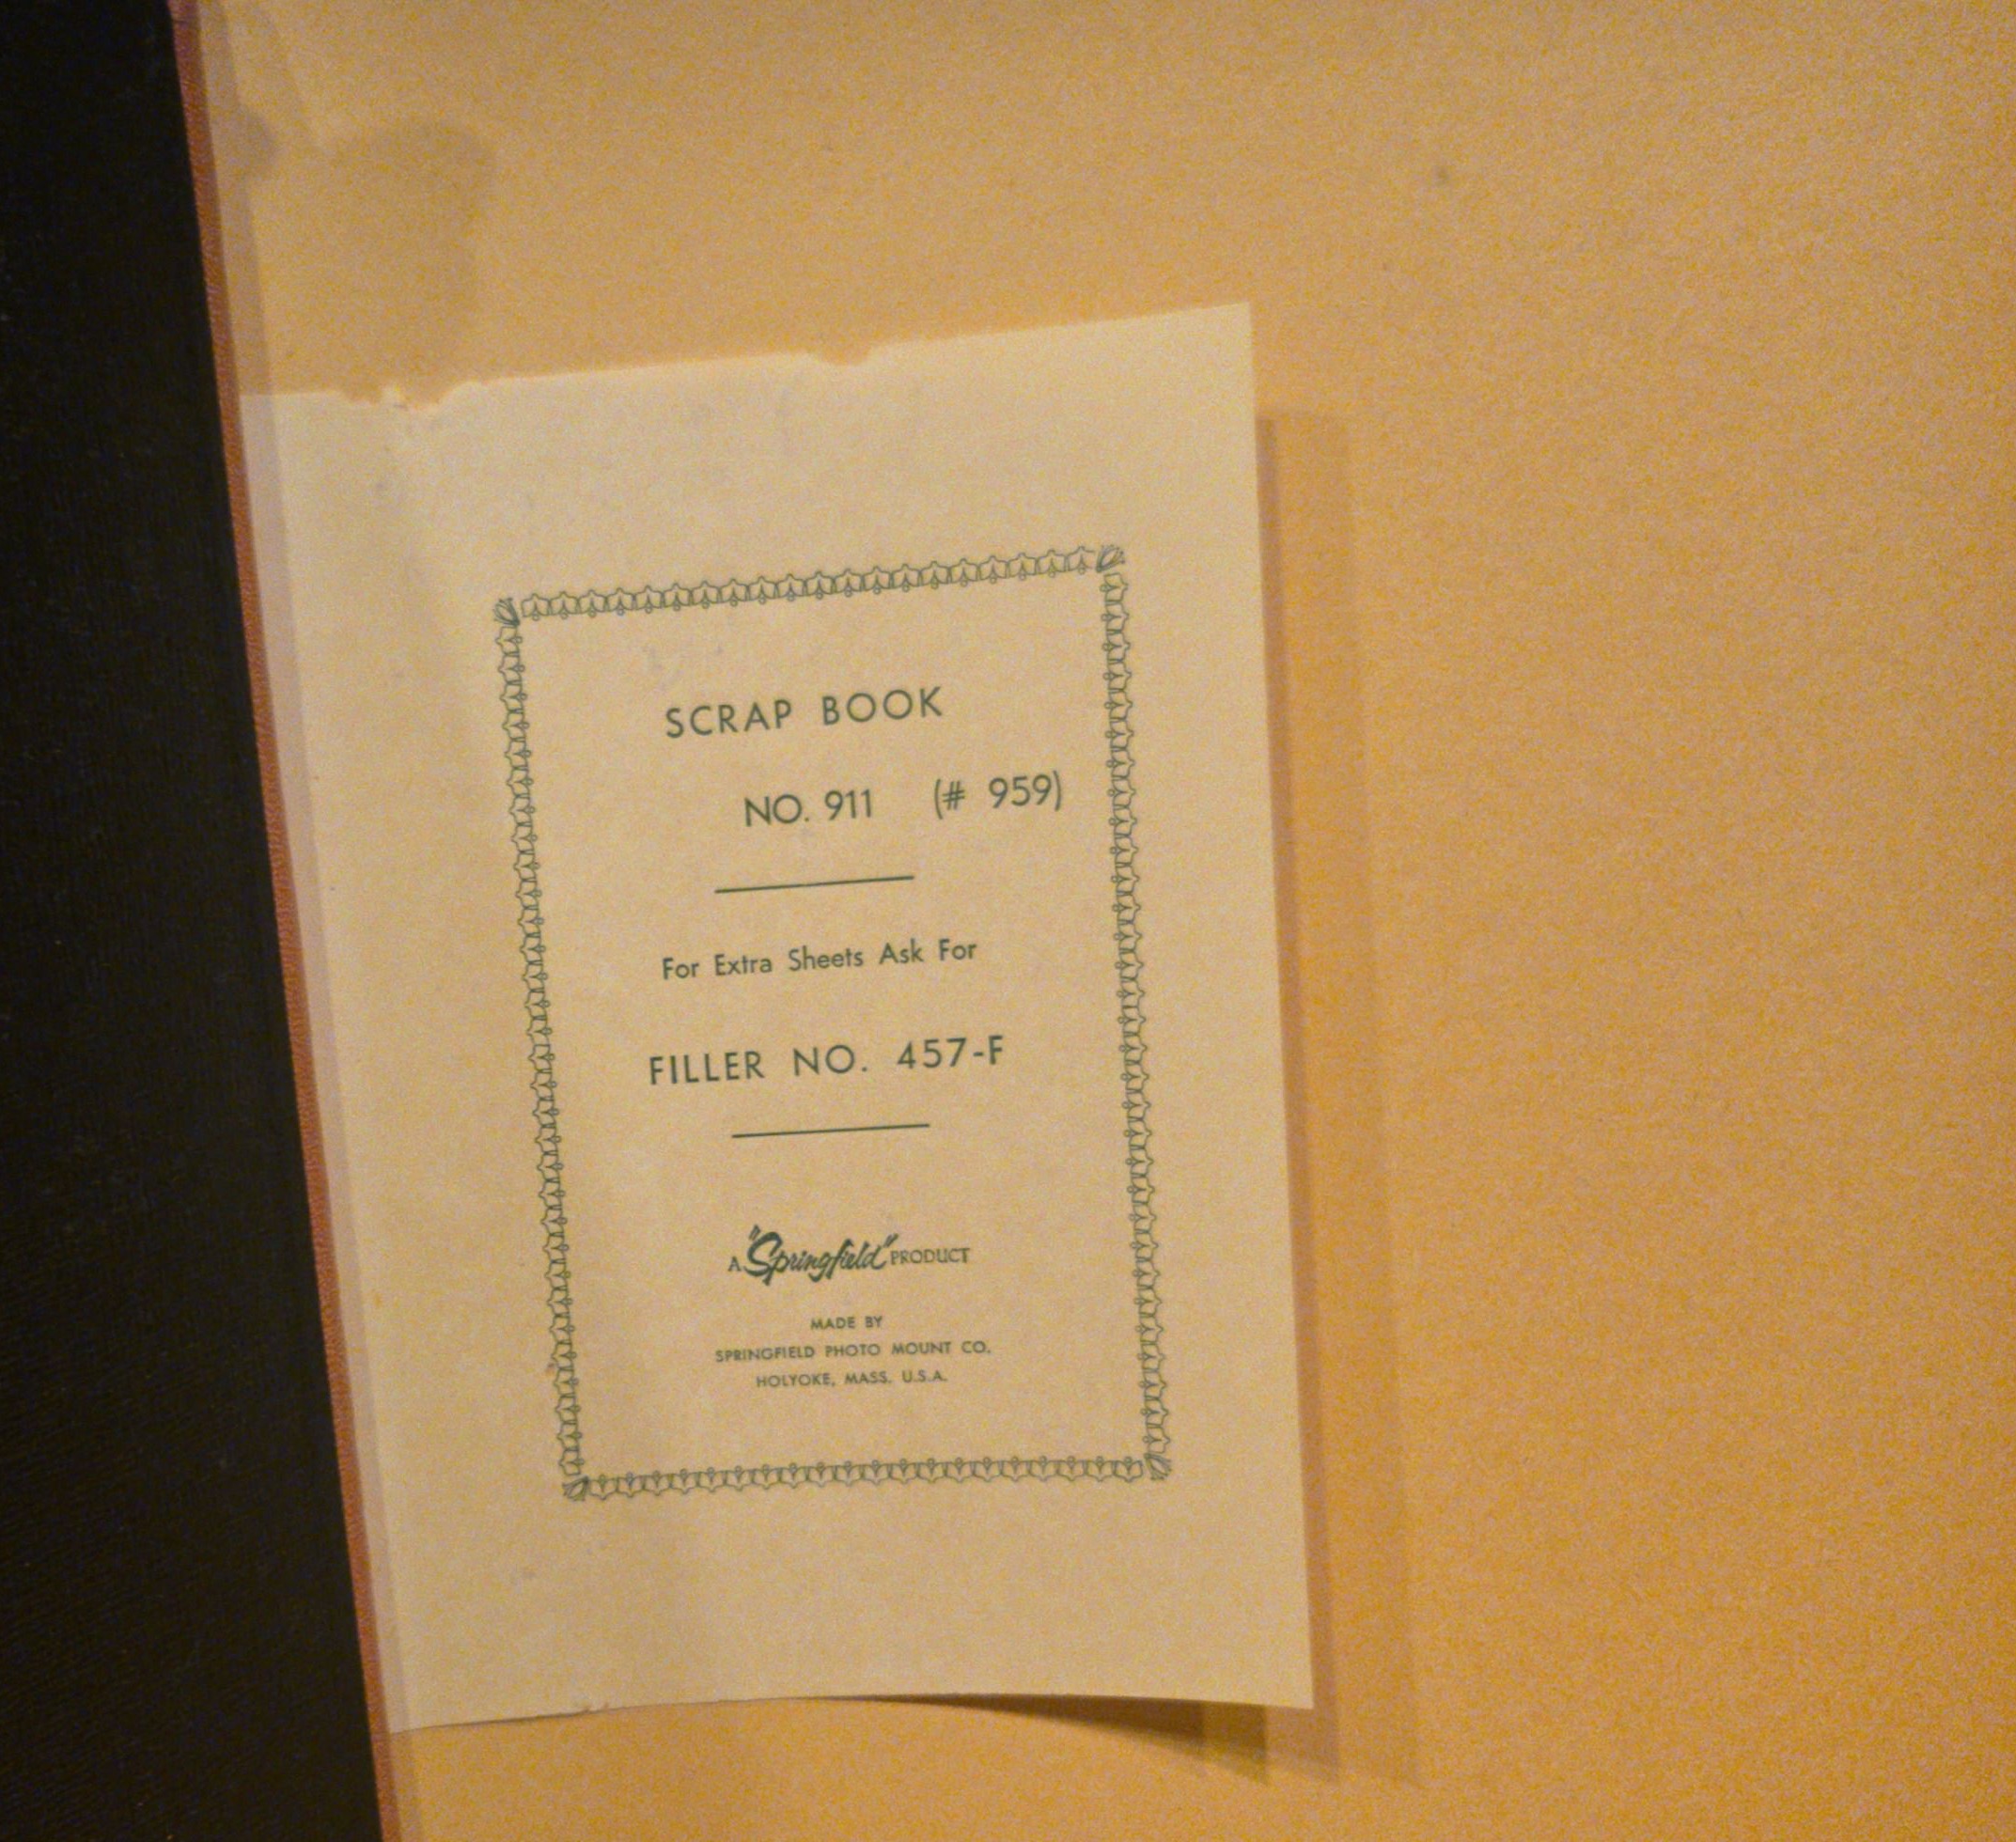 SCRAP BOOK
NO. 911 (# 959)
For Extra Sheets Ask For
FILLER NO. 457-F
A "Springfield" PRODUCT
MADE BY
SPRINGFIELD PHOTO MOUNT CO.
HOLYOKE, MASS. U.S.A.